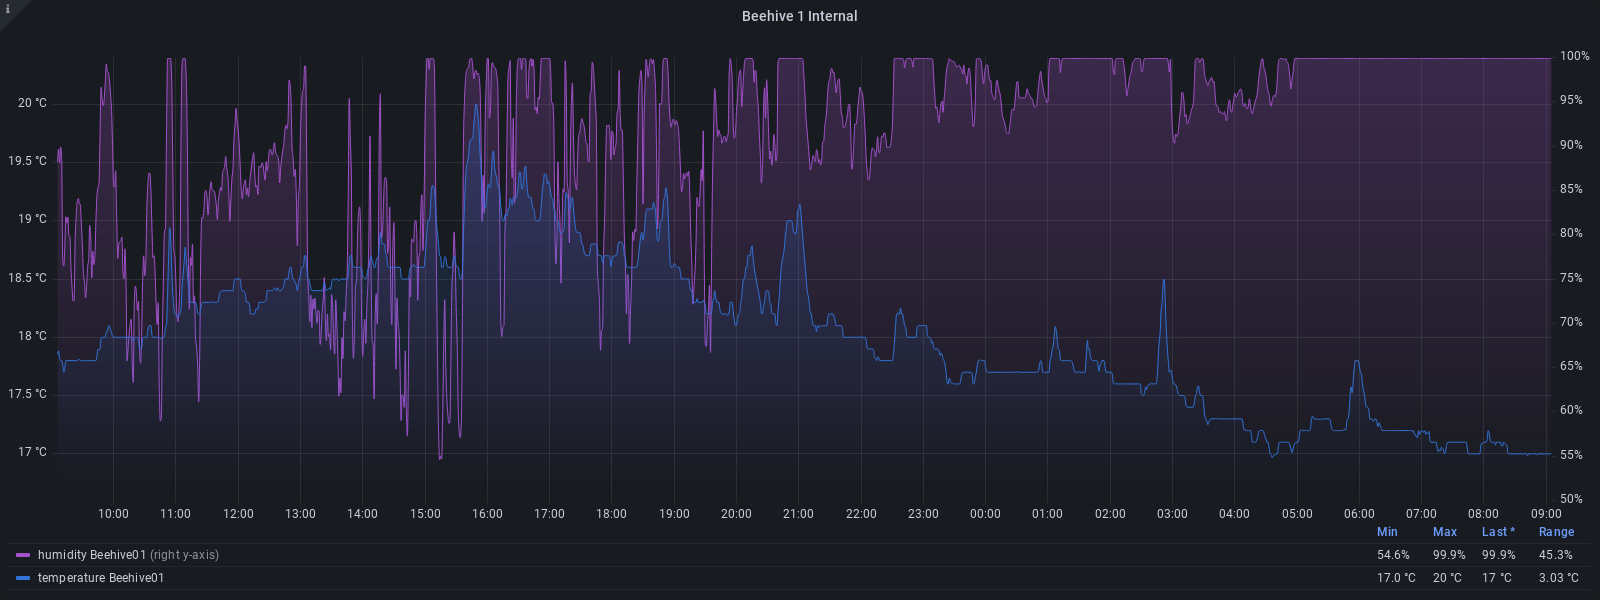 i
Beehive 1 Internal
100%
20 °C
95%
19.5 °C
90%
85%
19 °C
80%
18.5 °C
75%
70%
18 °C
65%
17.5 °C
60%
17 °C
55%
50%
10:00 11:00 12:00 13:00 14:00 15:00 16:00 17:00 18:00 19:00 20:00 21:00 22:00 23:00 00:00 01:00 02:00 03:00 04:00 05:00 06:00 07:00 08:00 09:00
Min Max Last * Range
humidity Beehive01 (right y-axis) 54.6% 99.9% 99.9% 45.3%
temperature Beehive01 17.0 °C 20 °C 17 °C 3.03 °C